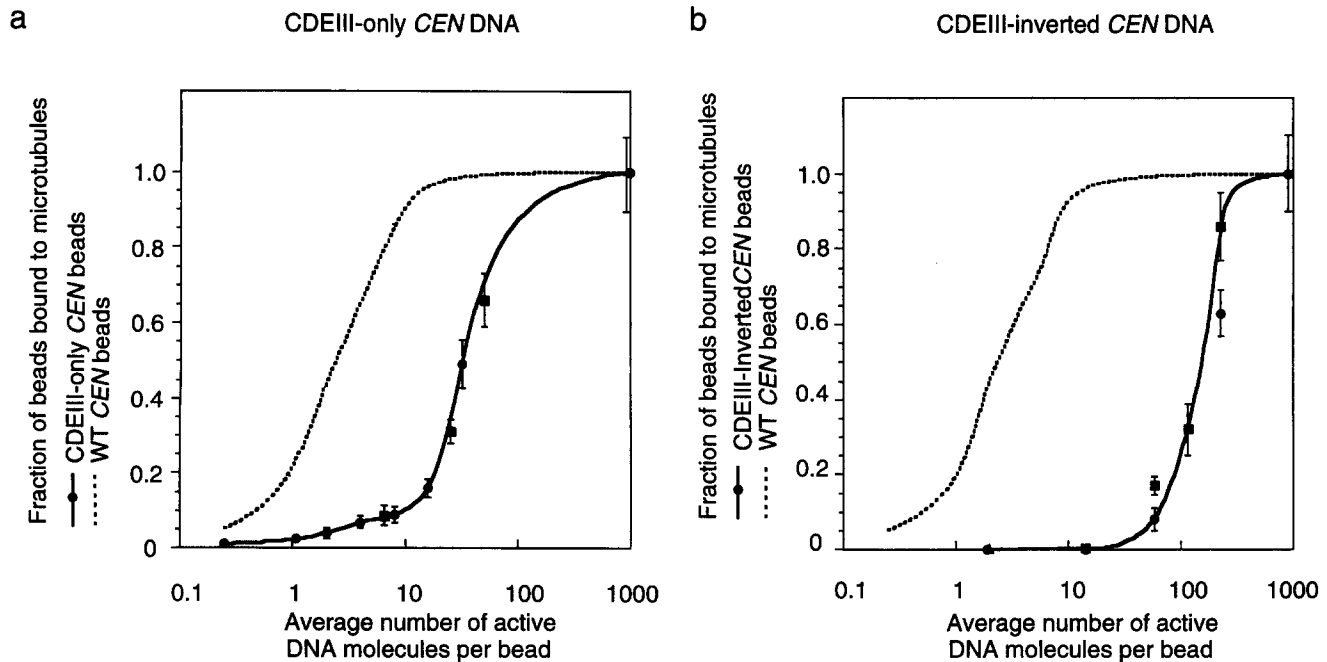 a
CDEIII-only CEN DNA
Fraction of beads bound to microtubules
CDEIII-only CEN beads
WT CEN beads
1.0
0.8
0.6
0.4
0.2
0
0.1 1 10 100 1000
Average number of active
DNA molecules per bead
b
CDEIII-inverted CEN DNA
Fraction of beads bound to microtubules
CDEIII-InvertedCEN beads
WT CEN beads
1.0
0.8
0.6
0.4
0.2
0
0.1 1 10 100 1000
Average number of active
DNA molecules per bead